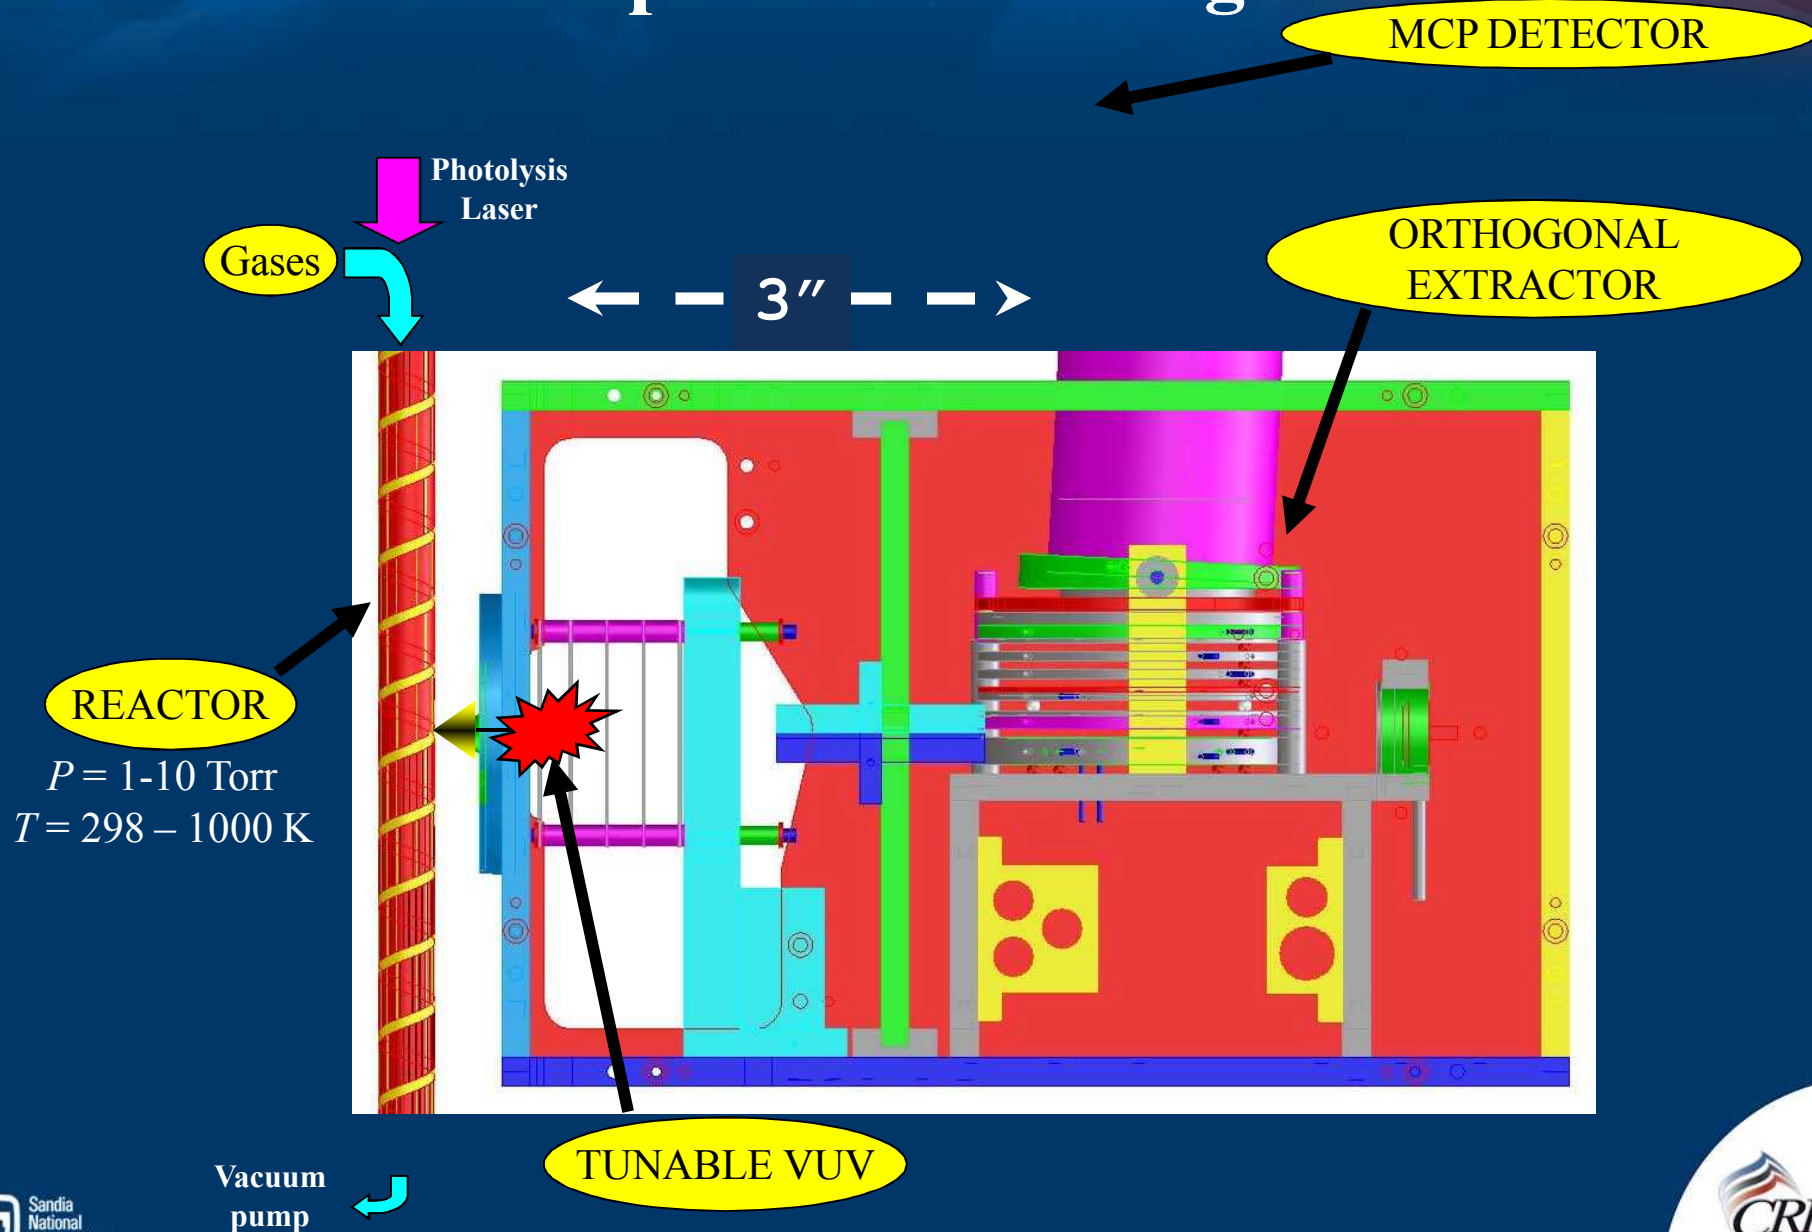 MCP DETECTOR
Photolysis
Laser
Gases
3″
ORTHOGONAL
EXTRACTOR
REACTOR
P = 1-10 Torr
T = 298 – 1000 K
TUNABLE VUV
Vacuum
pump
Sandia
National